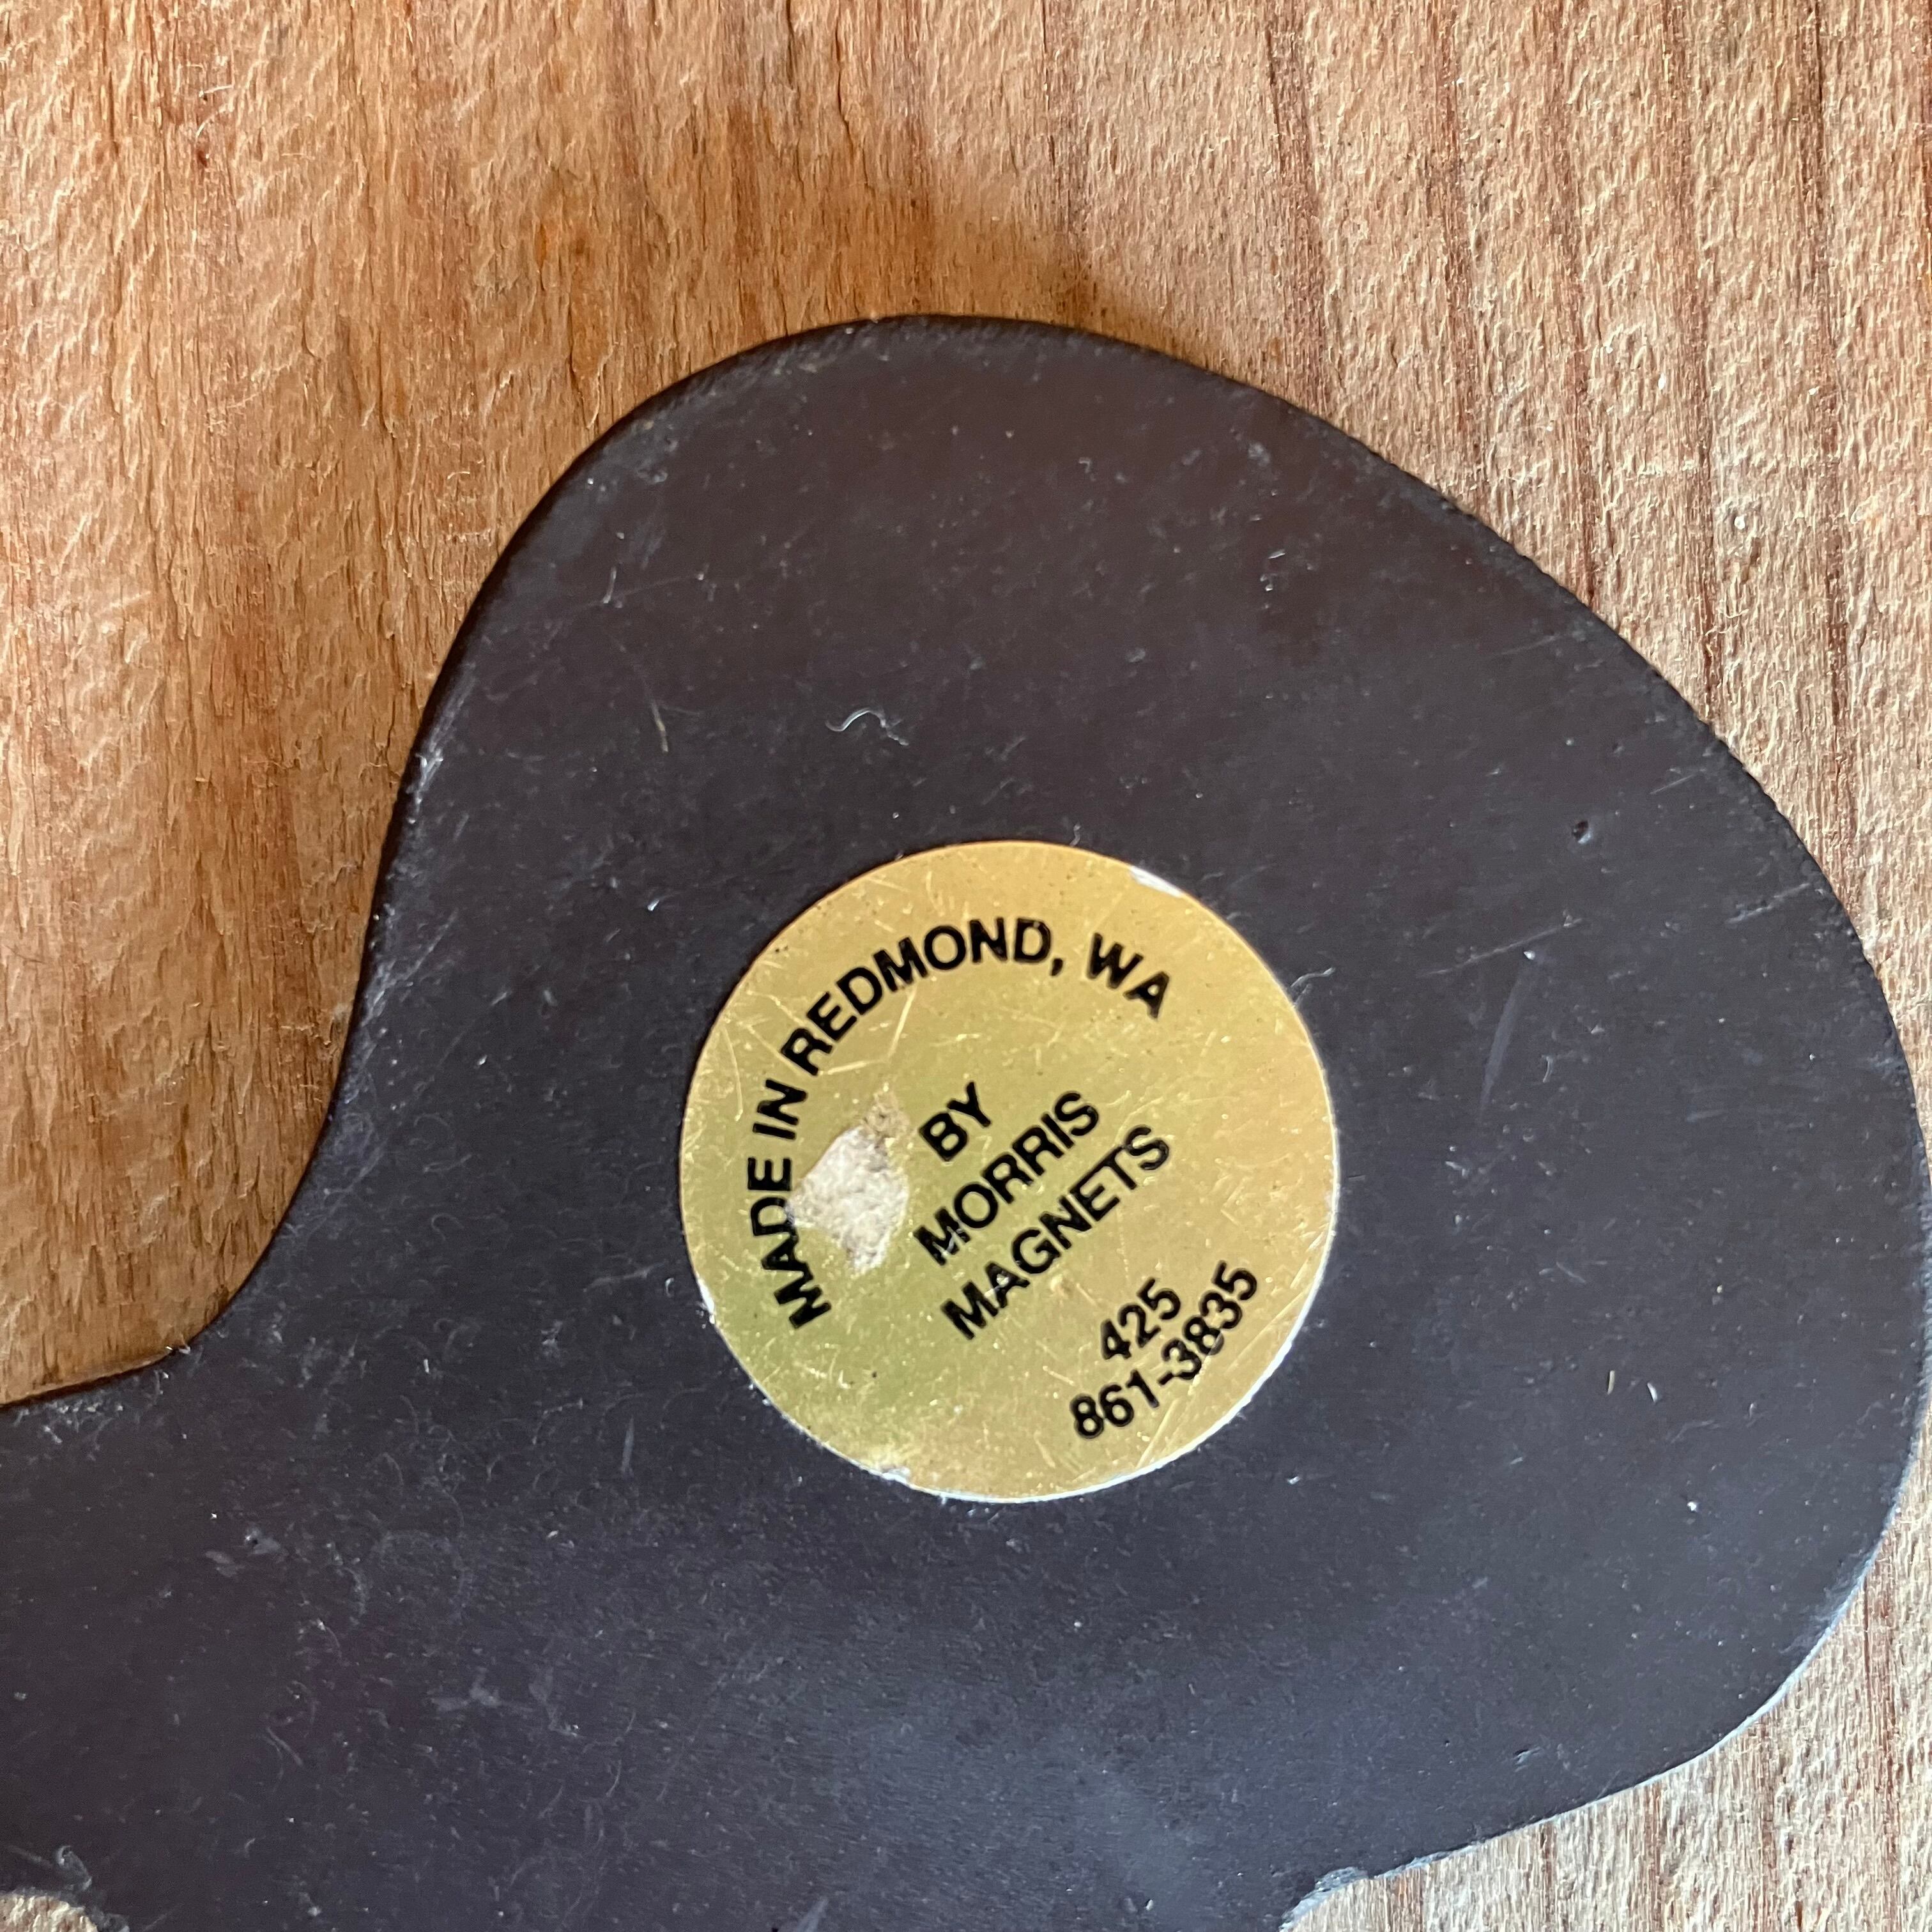 MADE IN REDMOND, WA
BY
MORRIS
MAGNETS
425
861-3835